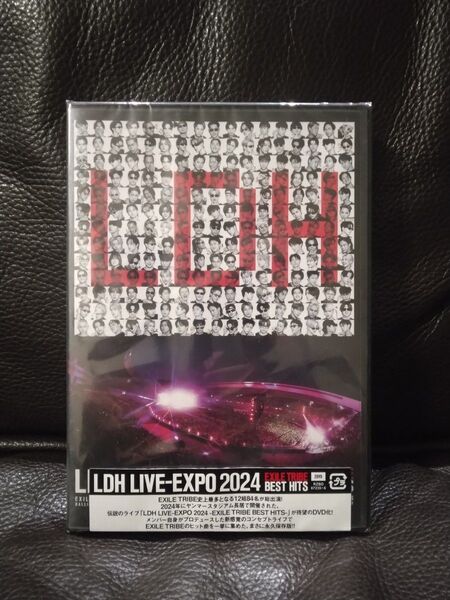 LDH
LDH LIVE-EXPO 2024 EXILE TRIBE BEST HITS
EXILE TRIBE史上最多となる12組84名が総出演!
2024年にヤンマースタジアム長居で開催された、
伝説のライブ「LDH LIVE-EXPO 2024 -EXILE TRIBE BEST HITS-」が待望のDVD化!
メンバー自身がプロデュースした新感覚のコンセプトライブで
EXILE TRIBEのヒット曲を一挙に集めた、まさに永久保存版!!